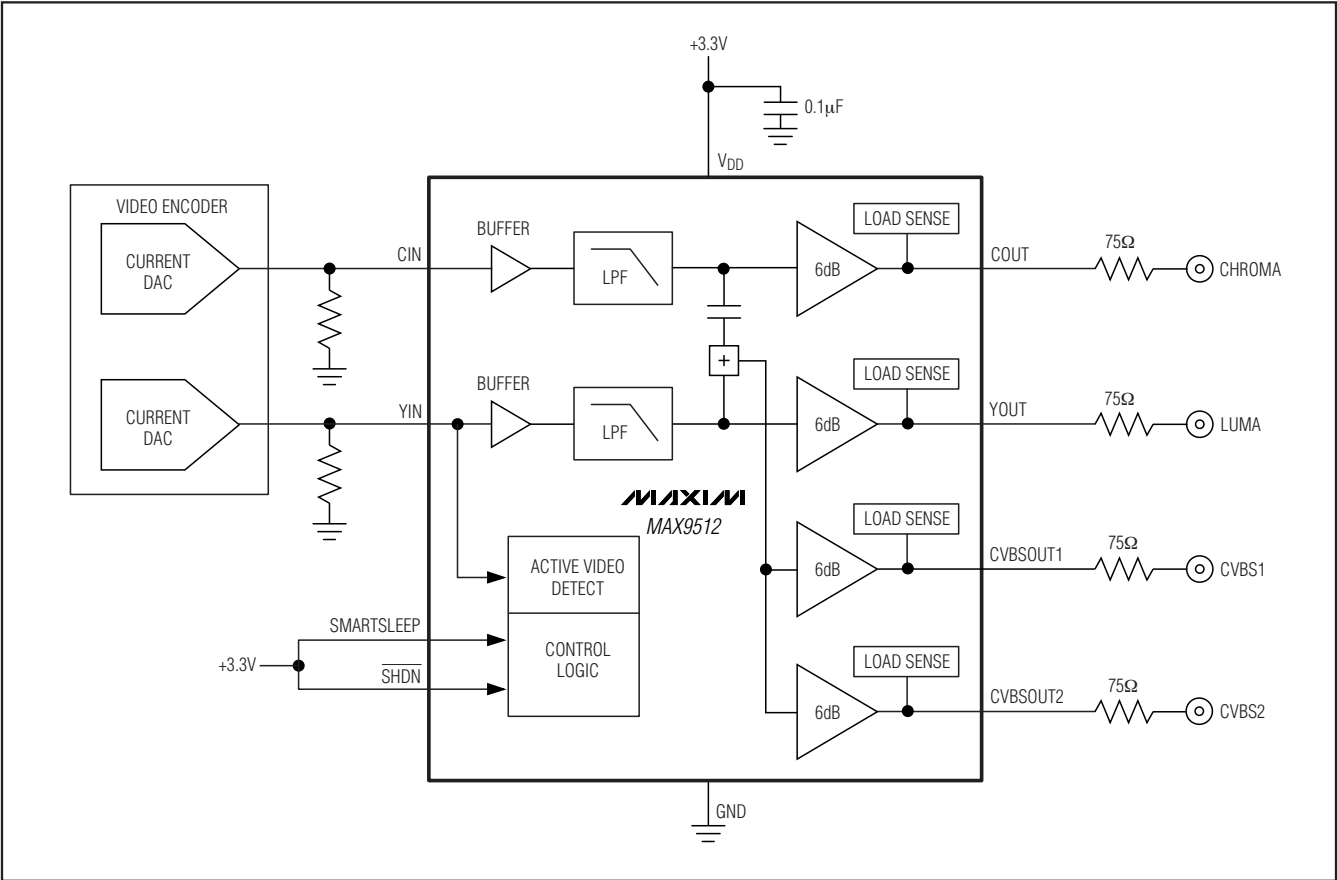 +3.3V
0.1µF
VDD
VIDEO ENCODER
CURRENT
DAC
CIN
BUFFER
LPF
6dB
LOAD SENSE
COUT
75Ω
CHROMA
+
CURRENT
DAC
YIN
BUFFER
LPF
6dB
LOAD SENSE
YOUT
75Ω
LUMA
MAXIM
MAX9512
ACTIVE VIDEO
DETECT
CONTROL
LOGIC
SMARTSLEEP
+3.3V
SHDN
6dB
LOAD SENSE
CVBSOUT1
75Ω
CVBS1
6dB
LOAD SENSE
CVBSOUT2
75Ω
CVBS2
GND